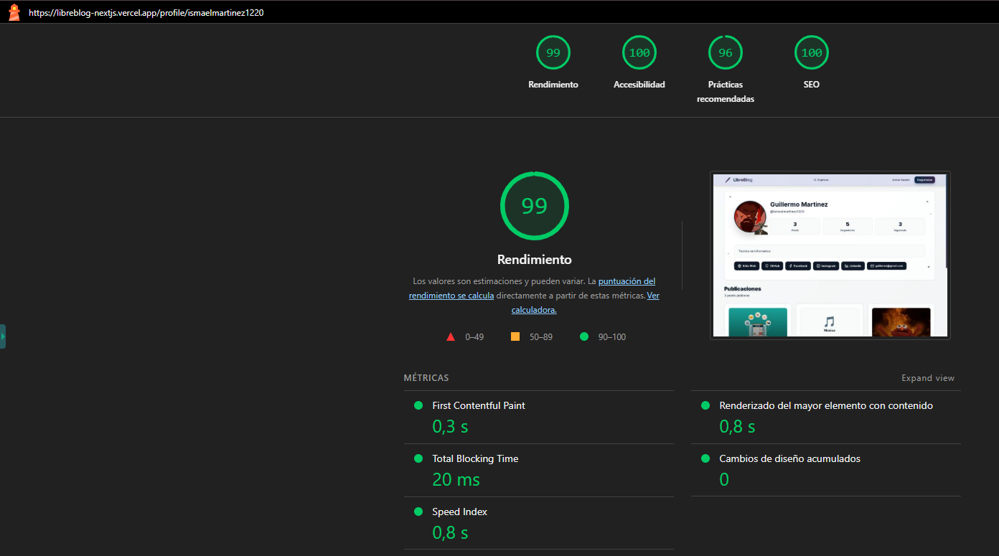 https://libreblog-nextjs.vercel.app/profile/ismaelmartinez1220
99
100
96
100
Rendimiento
Accesibilidad
Prácticas
recomendadas
SEO
99
Rendimiento
Los valores son estimaciones y pueden variar. La puntuación del
rendimiento se calcula directamente a partir de estas métricas. Ver
calculadora.
0–49
50–89
90–100
LibreBlog
Explorar
Iniciar Sesión
Registrarse
Guillermo Martinez
@ismaelmartinez1220
3
5
3
Posts
Seguidores
Siguiendo
Técnico en Informatica
Sitio Web
GitHub
Facebook
Instagram
LinkedIn
Publicaciones
3 posts públicos
Música
MÉTRICAS
Expand view
First Contentful Paint
0,3 s
Renderizado del mayor elemento con contenido
0,8 s
Total Blocking Time
20 ms
Cambios de diseño acumulados
0
Speed Index
0,8 s